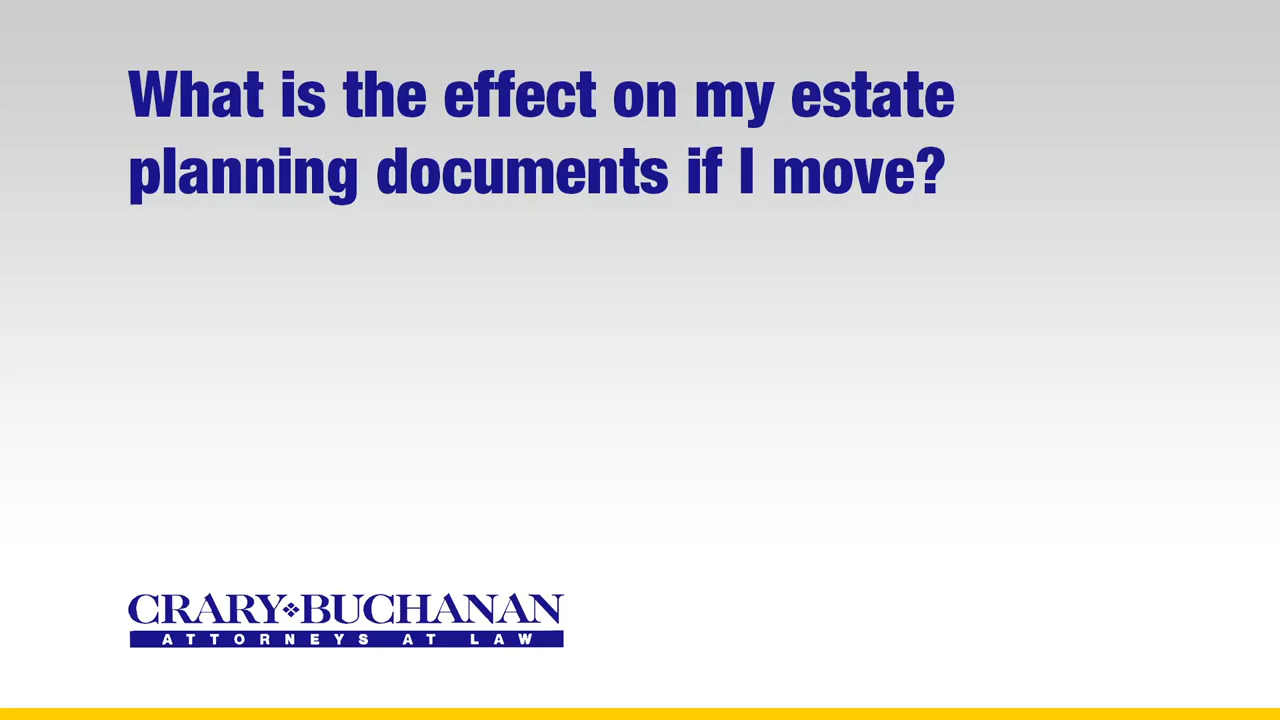 What is the effect on my estate
planning documents if I move?
CRARY❖BUCHANAN
ATTORNEYS AT LAW